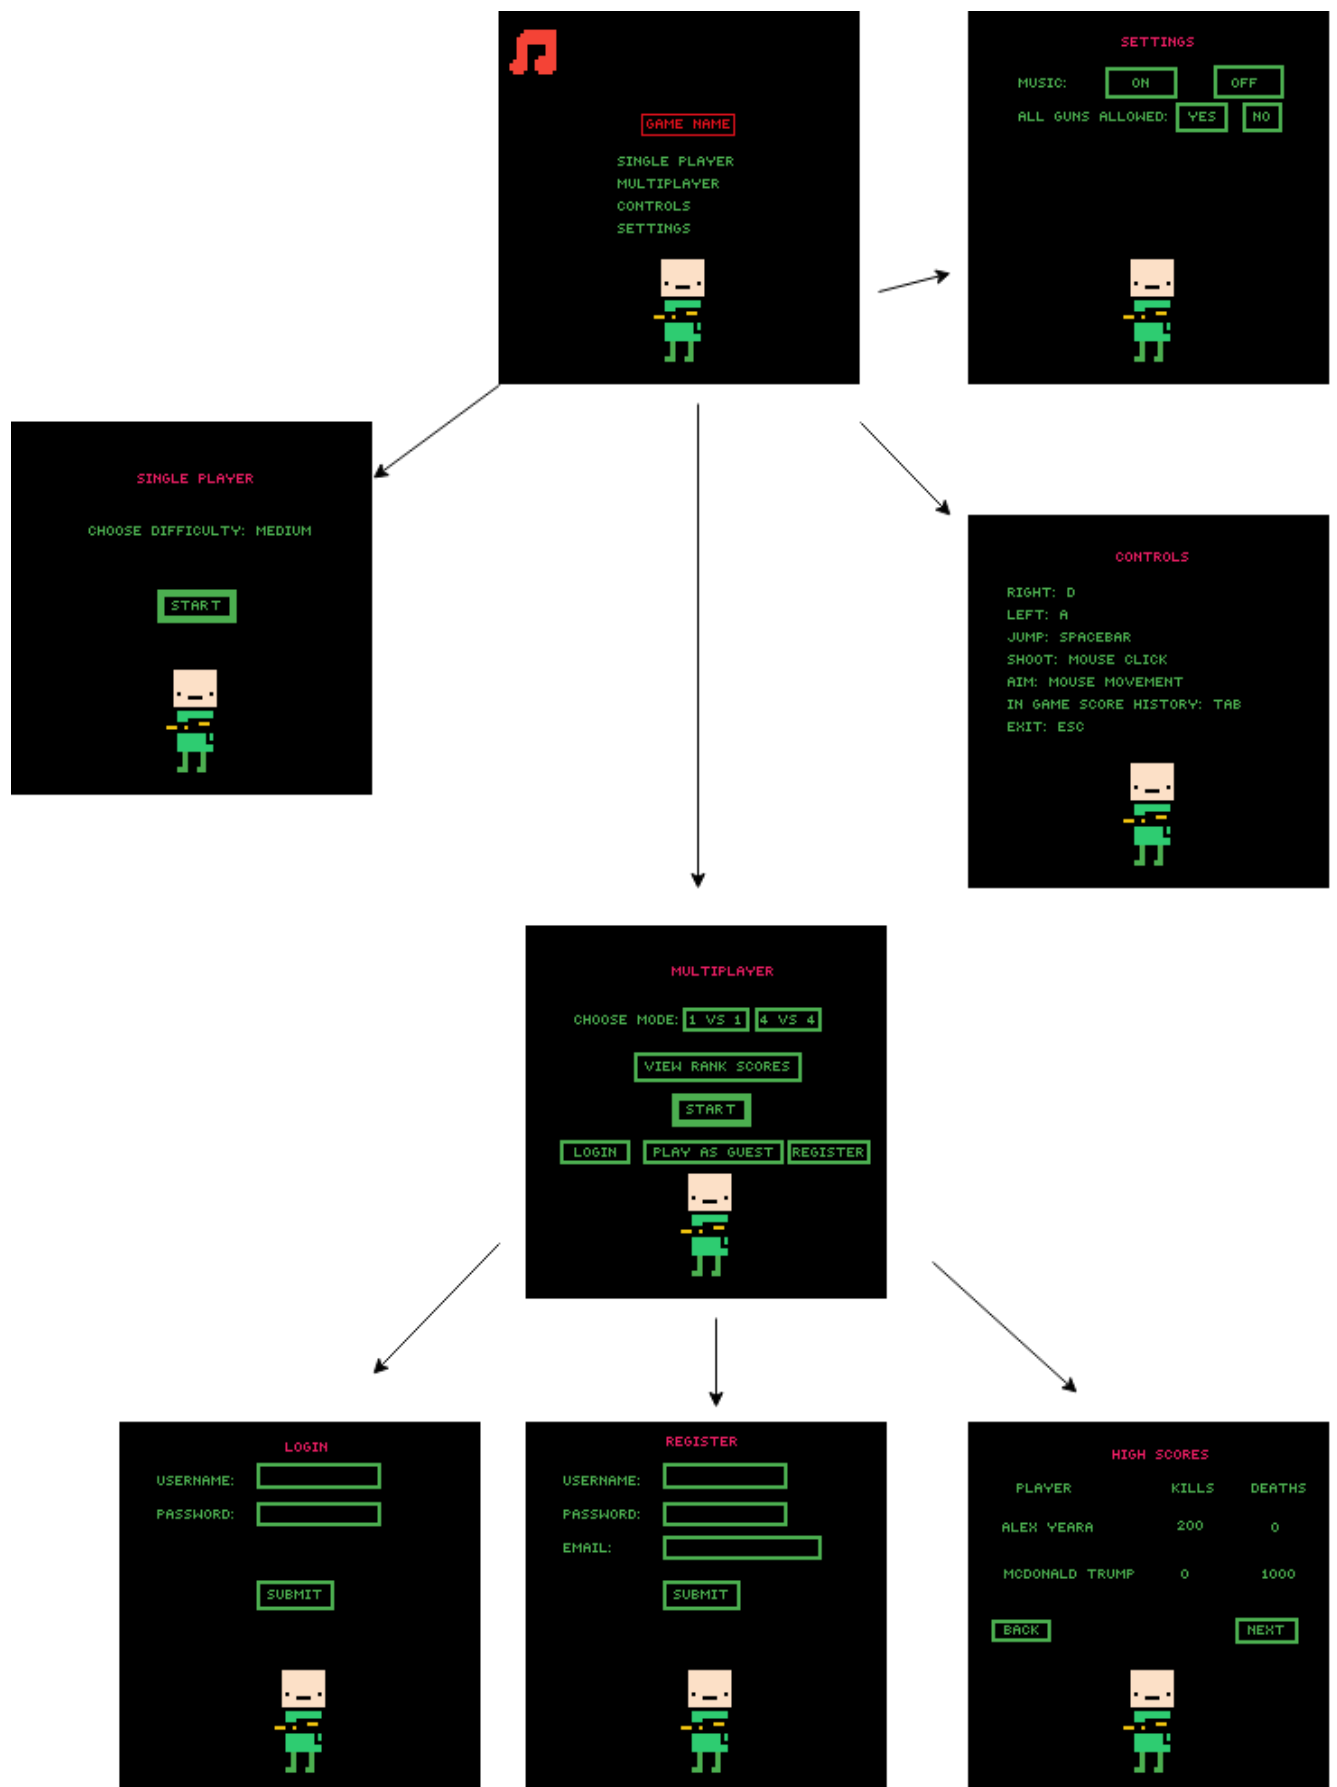 GAME NAME
SINGLE PLAYER
MULTIPLAYER
CONTROLS
SETTINGS
SETTINGS
MUSIC: ON OFF
ALL GUNS ALLOWED: YES NO
SINGLE PLAYER
CHOOSE DIFFICULTY: MEDIUM
START
CONTROLS
RIGHT: D
LEFT: A
JUMP: SPACEBAR
SHOOT: MOUSE CLICK
AIM: MOUSE MOVEMENT
IN GAME SCORE HISTORY: TAB
EXIT: ESC
MULTIPLAYER
CHOOSE MODE: 1 VS 1 4 VS 4
VIEW RANK SCORES
START
LOGIN PLAY AS GUEST REGISTER
LOGIN
USERNAME:
PASSWORD:
SUBMIT
REGISTER
USERNAME:
PASSWORD:
EMAIL:
SUBMIT
HIGH SCORES
PLAYER KILLS DEATHS
ALEX YEARA 200 0
MCDONALD TRUMP 0 1000
BACK NEXT